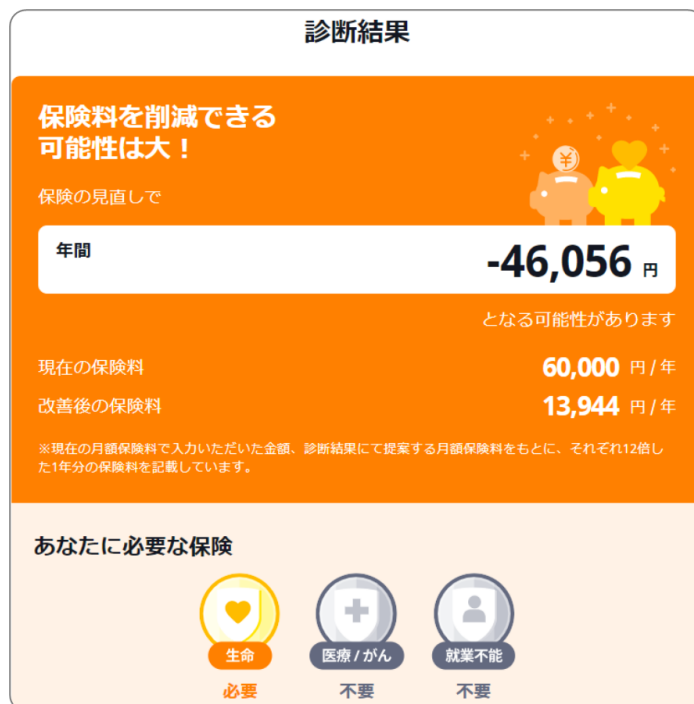 診断結果
保険料を削減できる
可能性は大!
保険の見直しで
年間
-46,056 円
となる可能性があります
現在の保険料 60,000 円 / 年
改善後の保険料 13,944 円 / 年
※現在の月額保険料で入力いただいた金額、診断結果にて提案する月額保険料をもとに、それぞれ12倍し
た1年分の保険料を記載しています。
あなたに必要な保険
¥
生命 医療 / がん 就業不能
必要 不要 不要